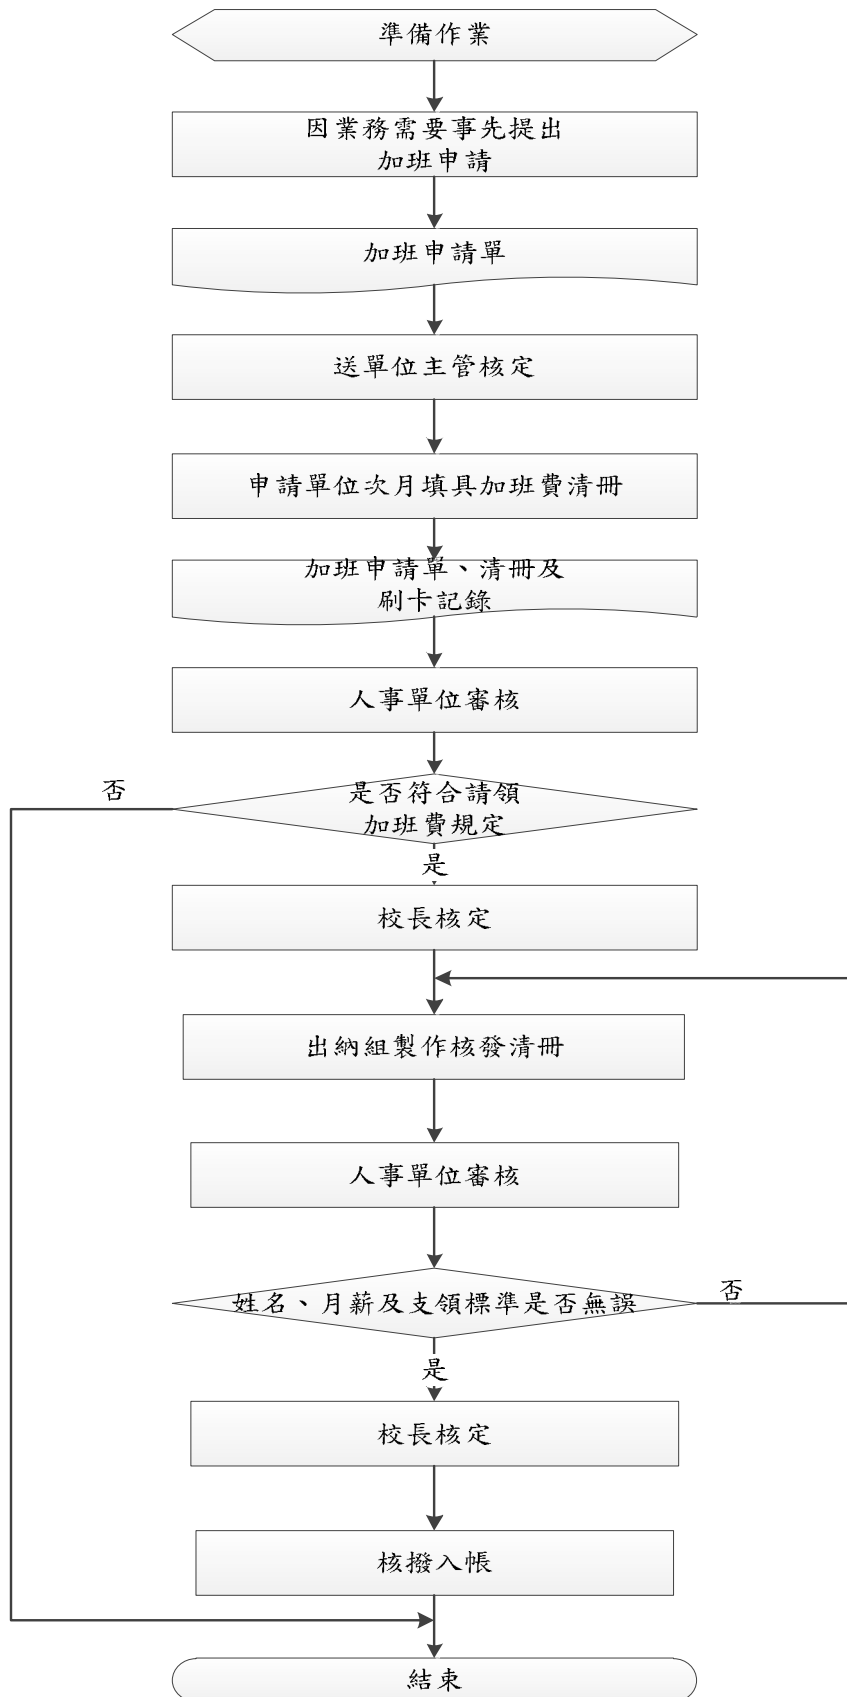 準備作業
因業務需要事先提出
加班申請
加班申請單
送單位主管核定
申請單位次月填具加班費清冊
加班申請單、清冊及
刷卡記錄
人事單位審核
否
是否符合請領
加班費規定
是
校長核定
出納組製作核發清冊
人事單位審核
姓名、月薪及支領標準是否無誤
否
是
校長核定
核撥入帳
結束